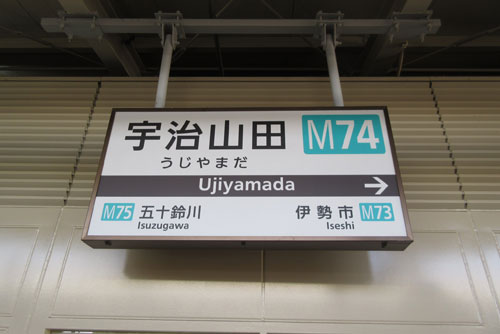 宇治山田 M74
うじやまだ
Ujiyamada →
M75 五十鈴川 伊勢市 M73
Isuzugawa Iseshi